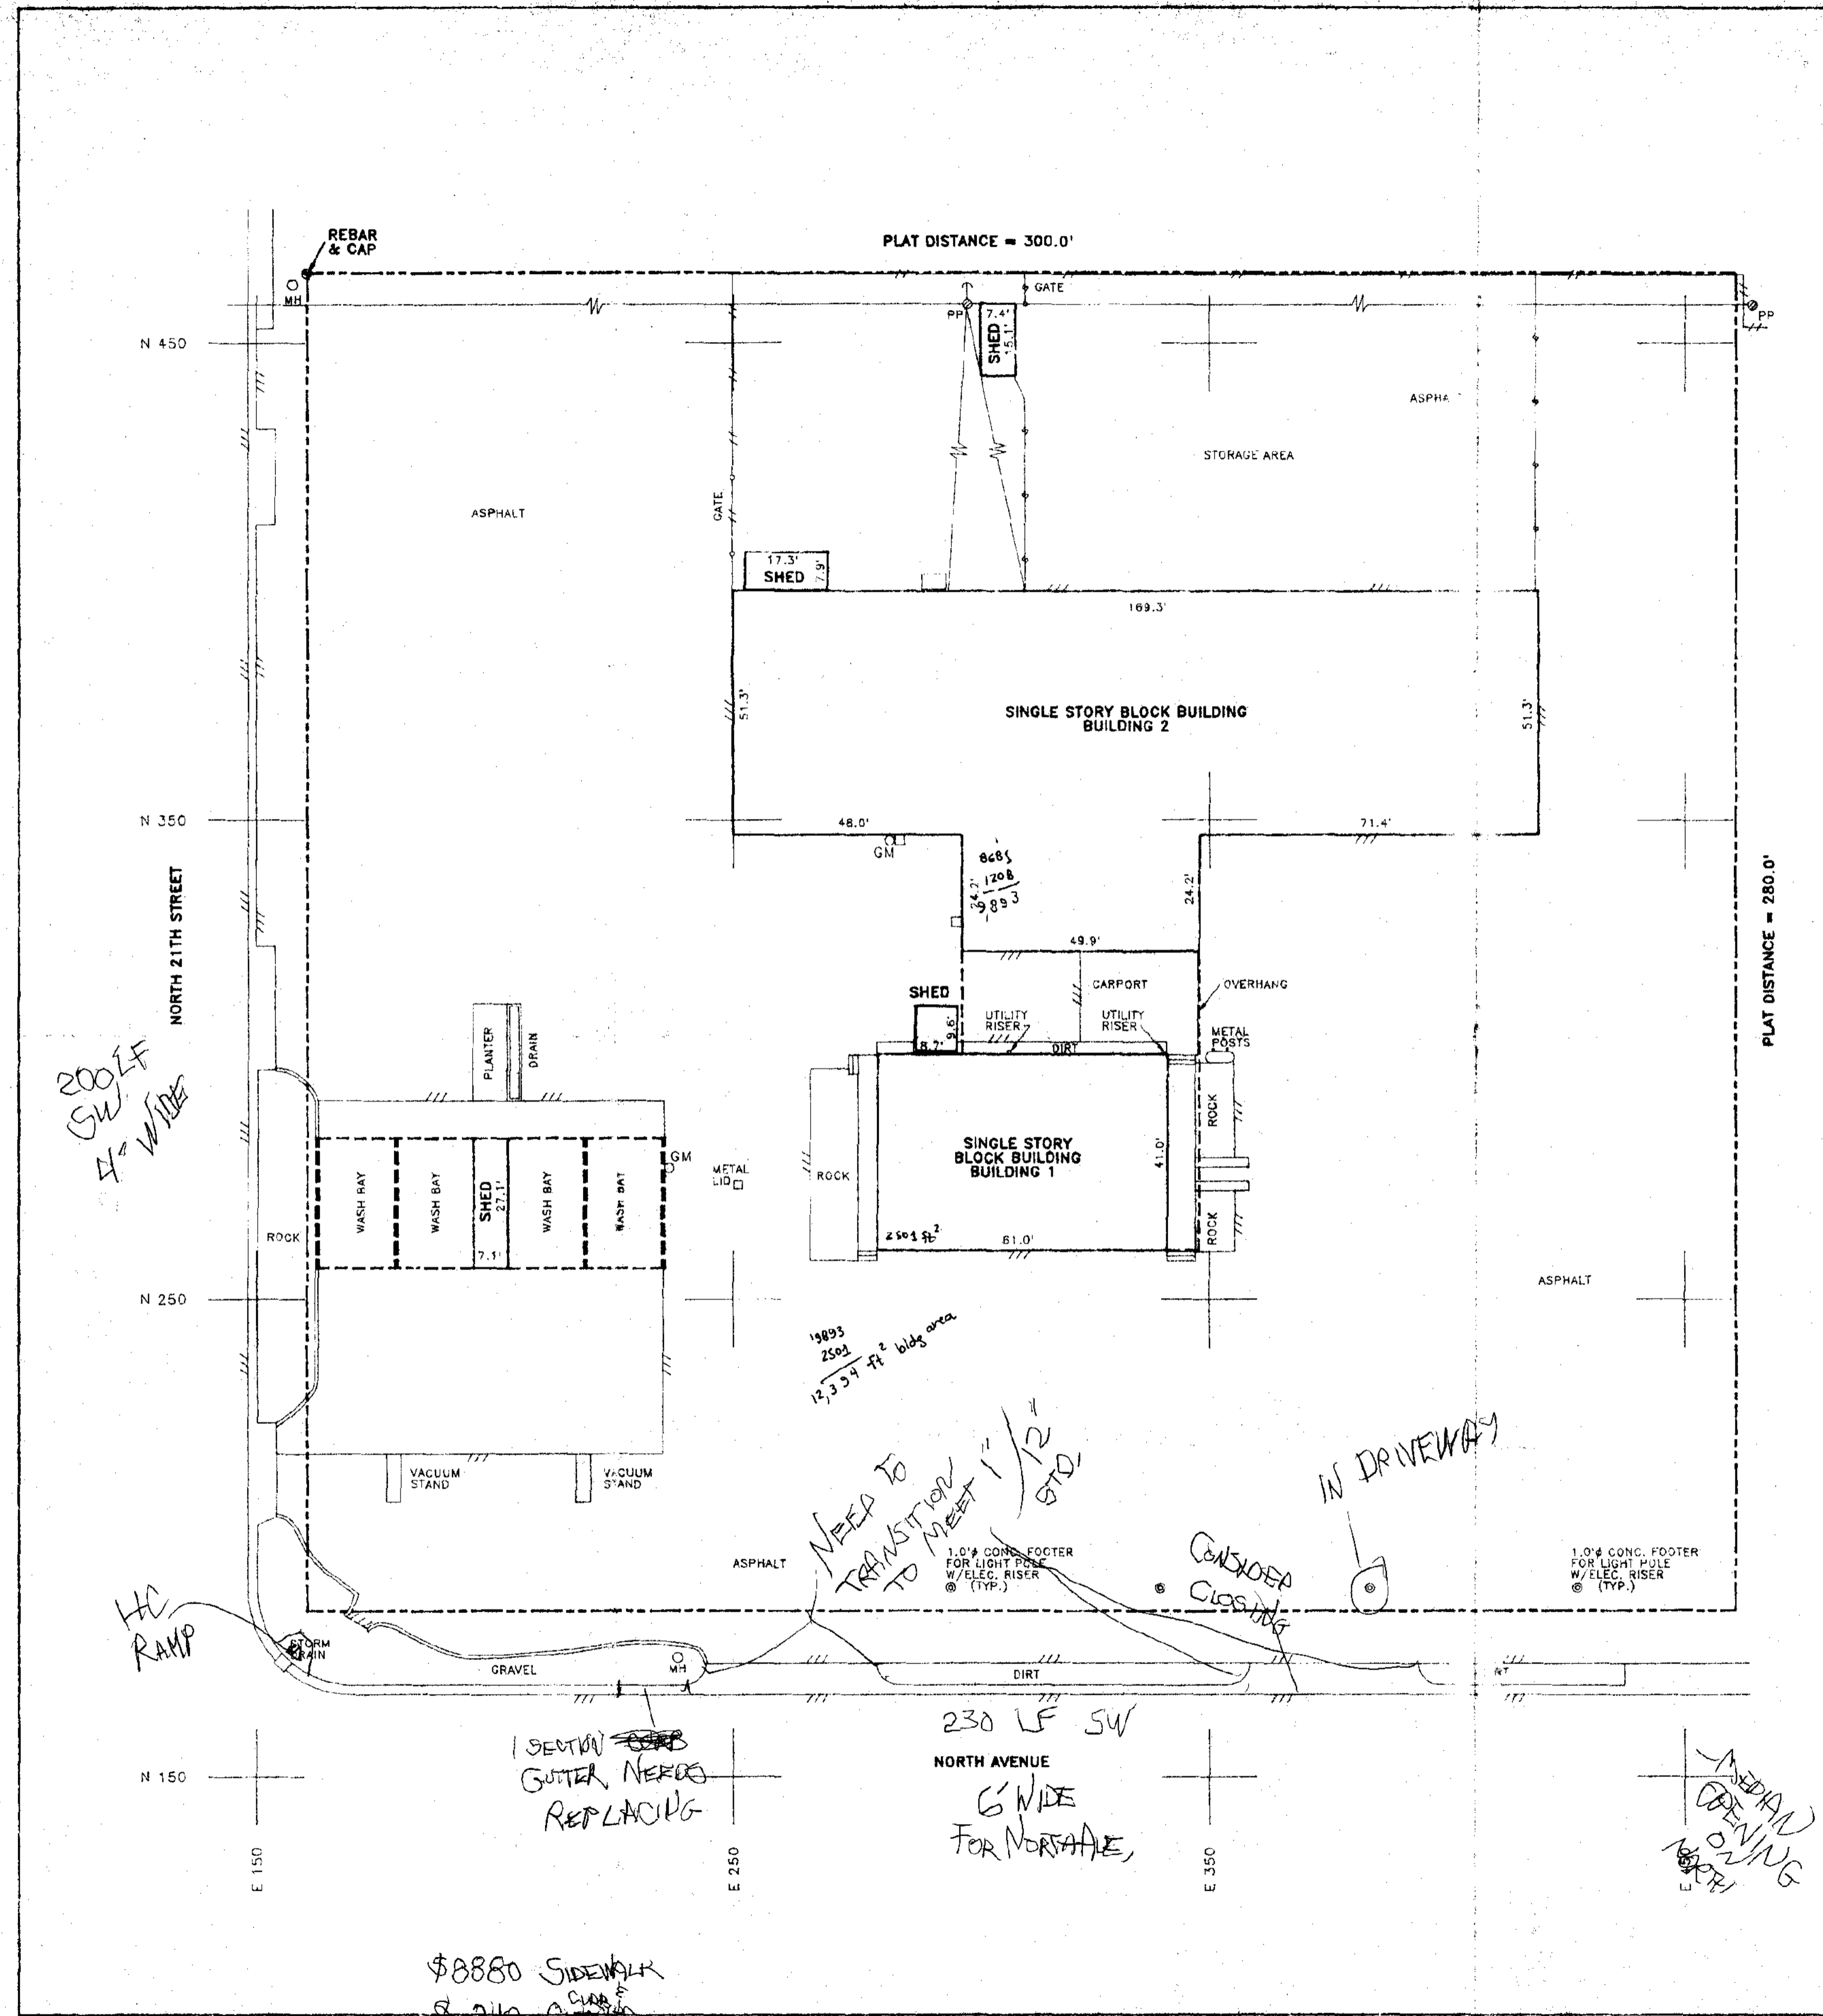 REBAR
& CAP
PLAT DISTANCE = 300.0'
MH
GATE
PP
7.4'
SHED
15.1'
PP
N 450
ASPHA
STORAGE AREA
ASPHALT
GATE
17.3'
SHED
7.9'
169.3'
51.3'
SINGLE STORY BLOCK BUILDING
BUILDING 2
51.3'
N 350
48.0'
71.4'
GM
8685
1208
9893
24.2'
24.2'
NORTH 21TH STREET
PLAT DISTANCE = 280.0'
49.9'
CARPORT
OVERHANG
SHED
9.6'
8.7'
UTILITY
RISER
UTILITY
RISER
METAL
POSTS
DIRT
PLANTER
DRAIN
200 LF
SW
4' WIDE
ROCK
SINGLE STORY
BLOCK BUILDING
BUILDING 1
41.0'
GM
METAL
LID
ROCK
WASH BAY
WASH BAY
SHED
27.1'
WASH BAY
WASH BAY
7.1'
ROCK
2501 ft²
61.0'
ROCK
ASPHALT
N 250
9893
2501
12,394 ft² bldg area
VACUUM
STAND
VACUUM
STAND
NEED TO
TRANSITION
TO MEET 1"/12"
STD.
IN DRIVEWAY
ASPHALT
1.0'ϕ CONC. FOOTER
FOR LIGHT POLE
W/ELEC. RISER
(TYP.)
CONSIDER
CLOSING
1.0'ϕ CONC. FOOTER
FOR LIGHT POLE
W/ELEC. RISER
(TYP.)
HC
RAMP
STORM
DRAIN
GRAVEL
MH
DIRT
230 LF SW
1 SECTION
GUTTER NEEDS
REPLACING
N 150
NORTH AVENUE
6' WIDE
FOR NORTH AVE,
MEDIAN
OPENING
ON
E 150
E 250
E 350
$8880 SIDEWALK
CURB &